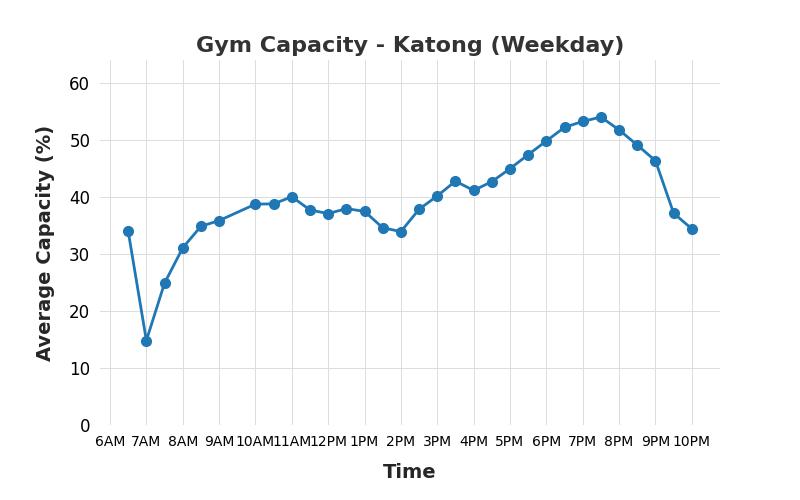 Gym Capacity - Katong (Weekday)
Average Capacity (%)
60
50
40
30
20
10
0
6AM 7AM 8AM 9AM 10AM 11AM 12PM 1PM 2PM 3PM 4PM 5PM 6PM 7PM 8PM 9PM 10PM
Time